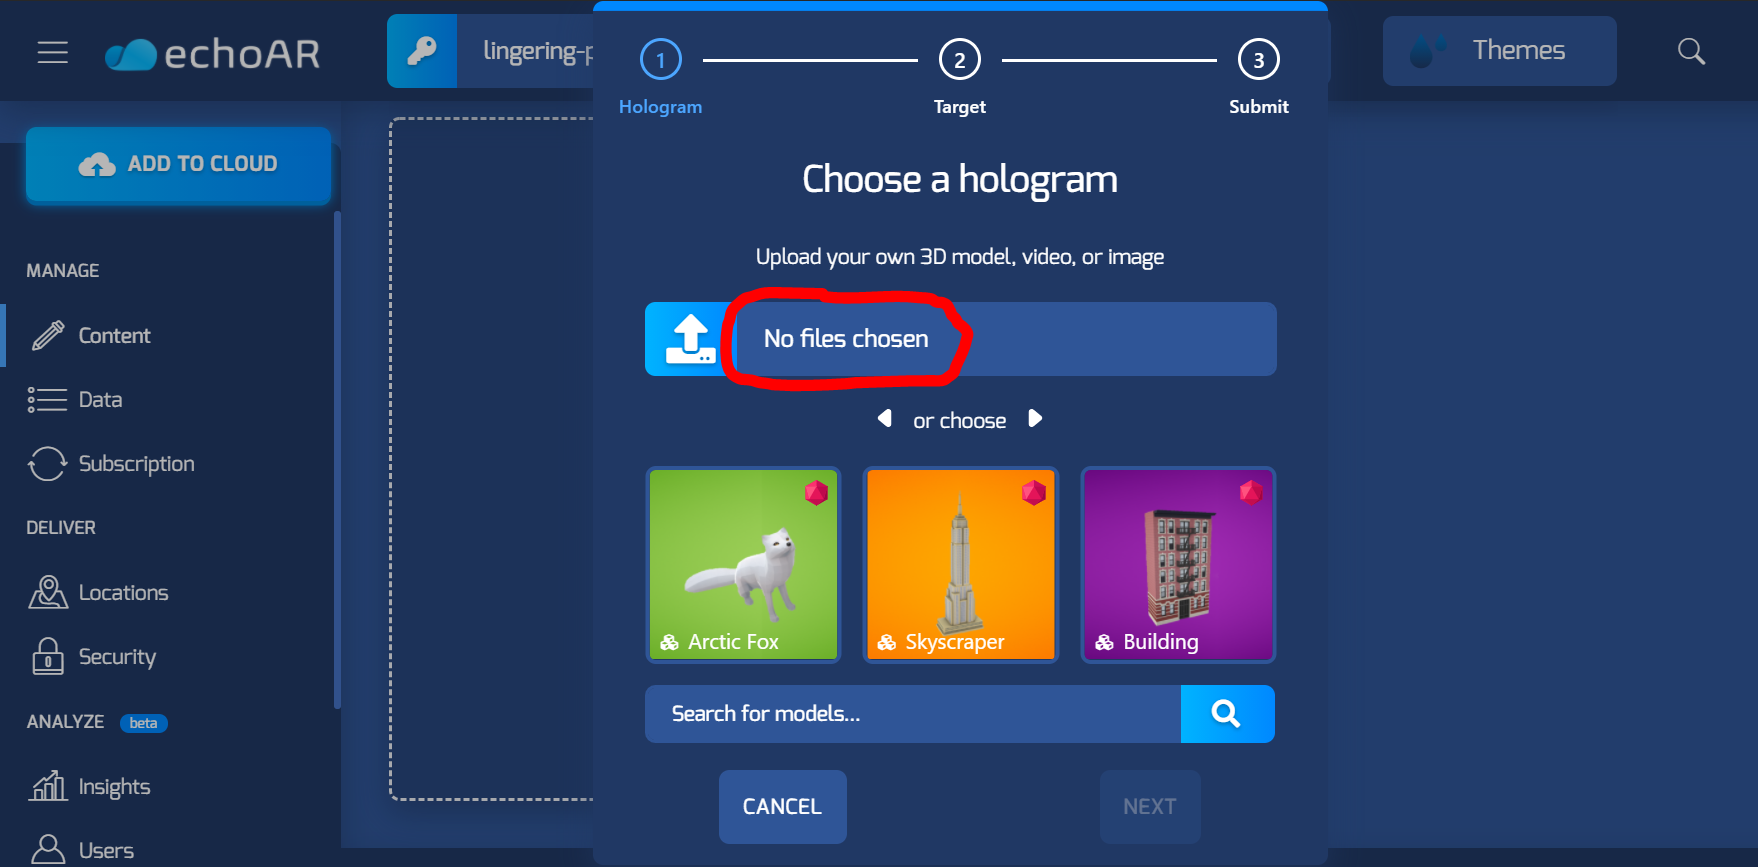 echoAR
lingering-p
Themes
ADD TO CLOUD
MANAGE
Content
Data
Subscription
DELIVER
Locations
Security
ANALYZE beta
Insights
Users
1 2 3
Hologram Target Submit
Choose a hologram
Upload your own 3D model, video, or image
No files chosen
or choose
Arctic Fox Skyscraper Building
Search for models...
CANCEL NEXT